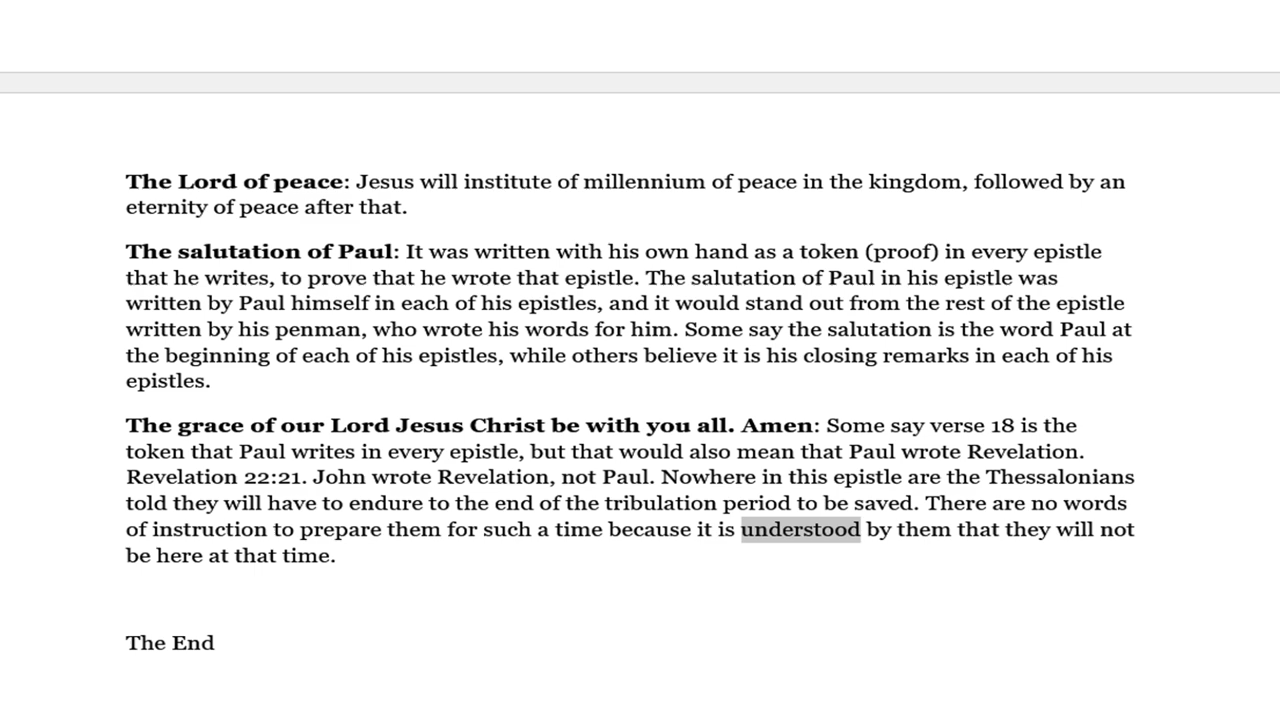 The Lord of peace: Jesus will institute of millennium of peace in the kingdom, followed by an
eternity of peace after that.
The salutation of Paul: It was written with his own hand as a token (proof) in every epistle
that he writes, to prove that he wrote that epistle. The salutation of Paul in his epistle was
written by Paul himself in each of his epistles, and it would stand out from the rest of the epistle
written by his penman, who wrote his words for him. Some say the salutation is the word Paul at
the beginning of each of his epistles, while others believe it is his closing remarks in each of his
epistles.
The grace of our Lord Jesus Christ be with you all. Amen: Some say verse 18 is the
token that Paul writes in every epistle, but that would also mean that Paul wrote Revelation.
Revelation 22:21. John wrote Revelation, not Paul. Nowhere in this epistle are the Thessalonians
told they will have to endure to the end of the tribulation period to be saved. There are no words
of instruction to prepare them for such a time because it is understood by them that they will not
be here at that time.
The End